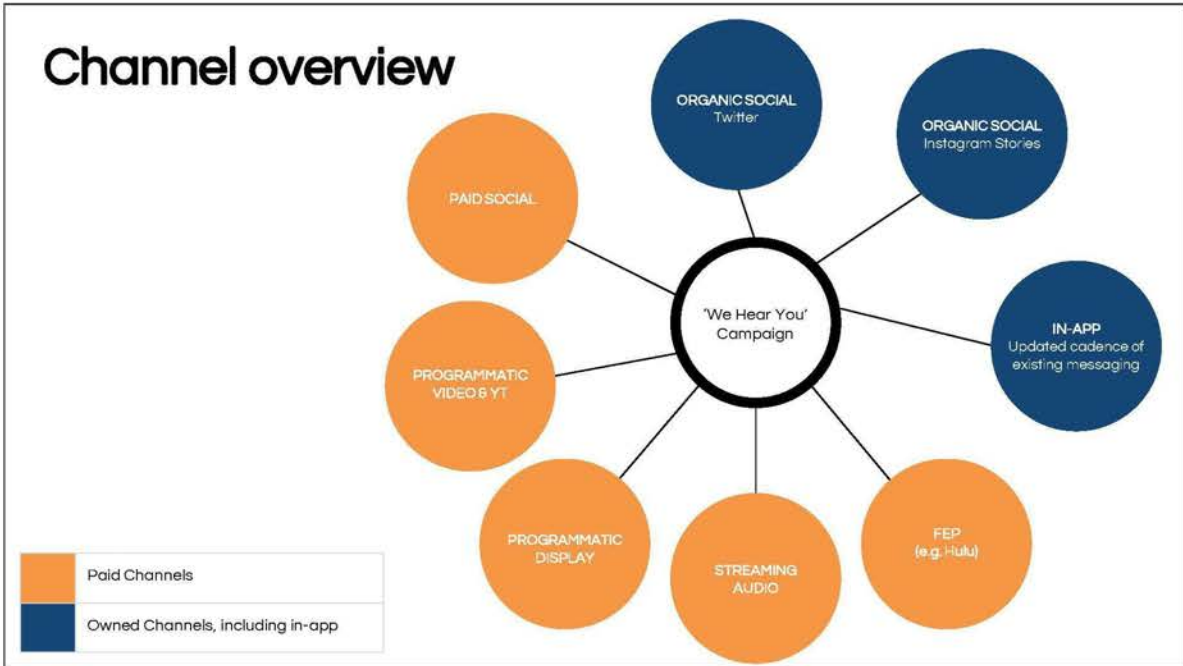 Channel overview
ORGANIC SOCIAL
Twitter
ORGANIC SOCIAL
Instagram Stories
PAID SOCIAL
'We Hear You'
Campaign
IN-APP
Updated cadence of
existing messaging
PROGRAMMATIC
VIDEO & YT
PROGRAMMATIC
DISPLAY
STREAMING
AUDIO
FEP
(e.g. Hulu)
Paid Channels
Owned Channels, including in-app